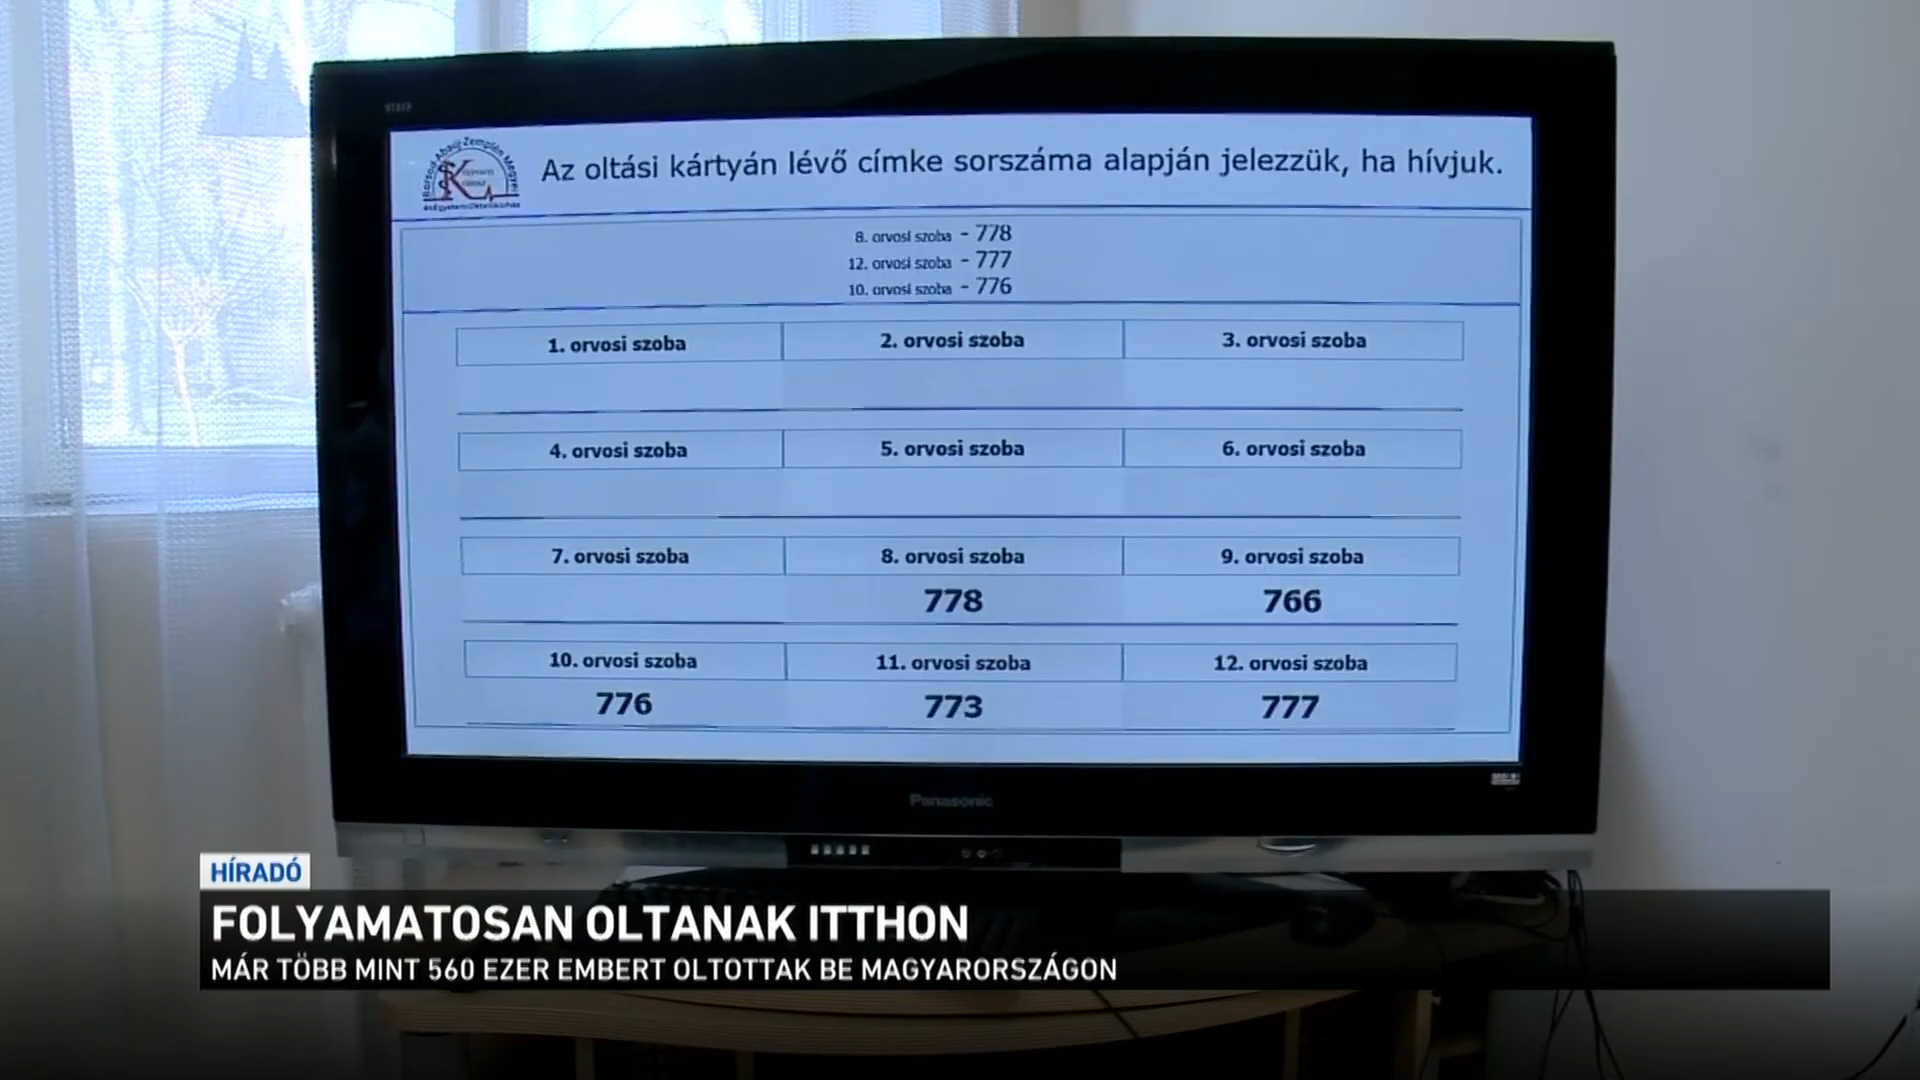 Borsod-Abaúj-Zemplén Megyei
Az oltási kártyán lévő címke sorszáma alapján jelezzük, ha hívjuk.
8. orvosi szoba - 778
12. orvosi szoba - 777
10. orvosi szoba - 776
1. orvosi szoba 2. orvosi szoba 3. orvosi szoba
4. orvosi szoba 5. orvosi szoba 6. orvosi szoba
7. orvosi szoba 8. orvosi szoba 9. orvosi szoba
778 766
10. orvosi szoba 11. orvosi szoba 12. orvosi szoba
776 773 777
Panasonic
HÍRADÓ
FOLYAMATOSAN OLTANAK ITTHON
MÁR TÖBB MINT 560 EZER EMBERT OLTOTTAK BE MAGYARORSZÁGON